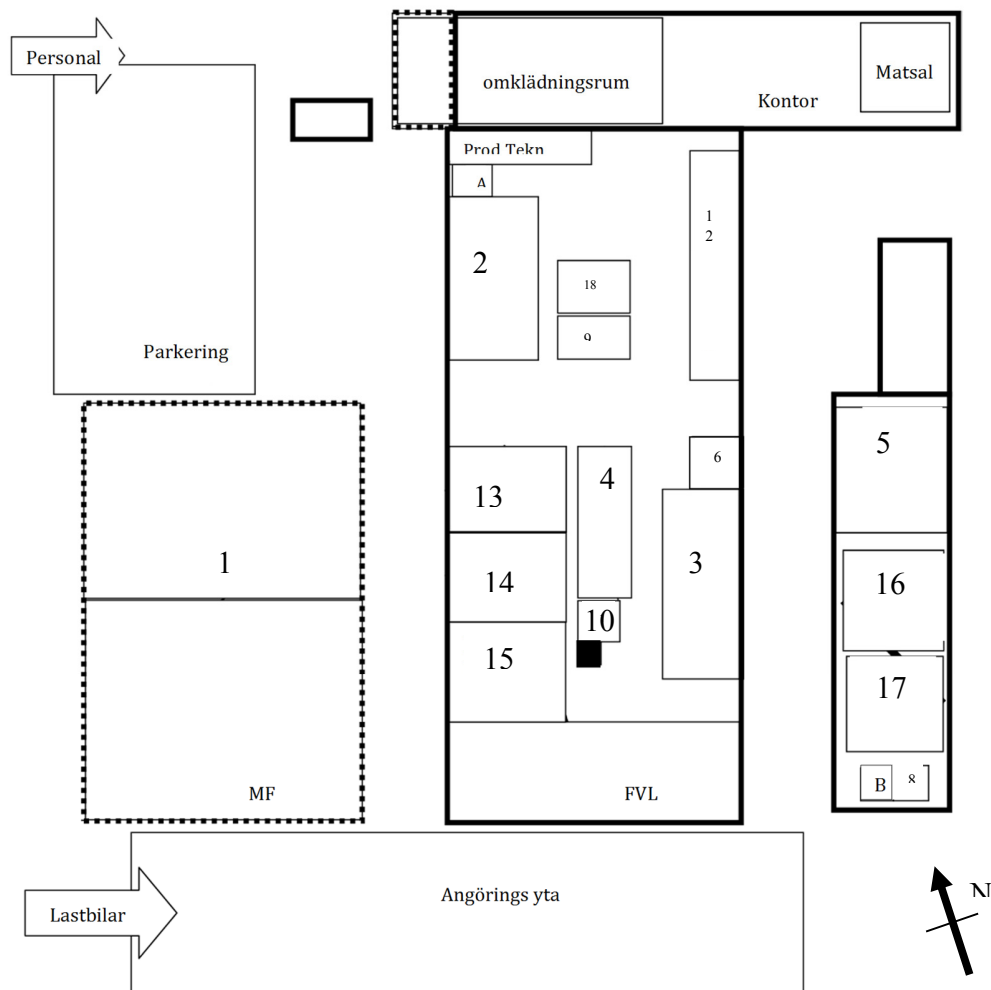 Personal
omklädningsrum
Matsal
Kontor
Prod Tekn
A
1
2
2
18
9
Parkering
5
6
4
13
1
14
3
16
10
15
17
B
8
MF
FVL
Angörings yta
Lastbilar
N